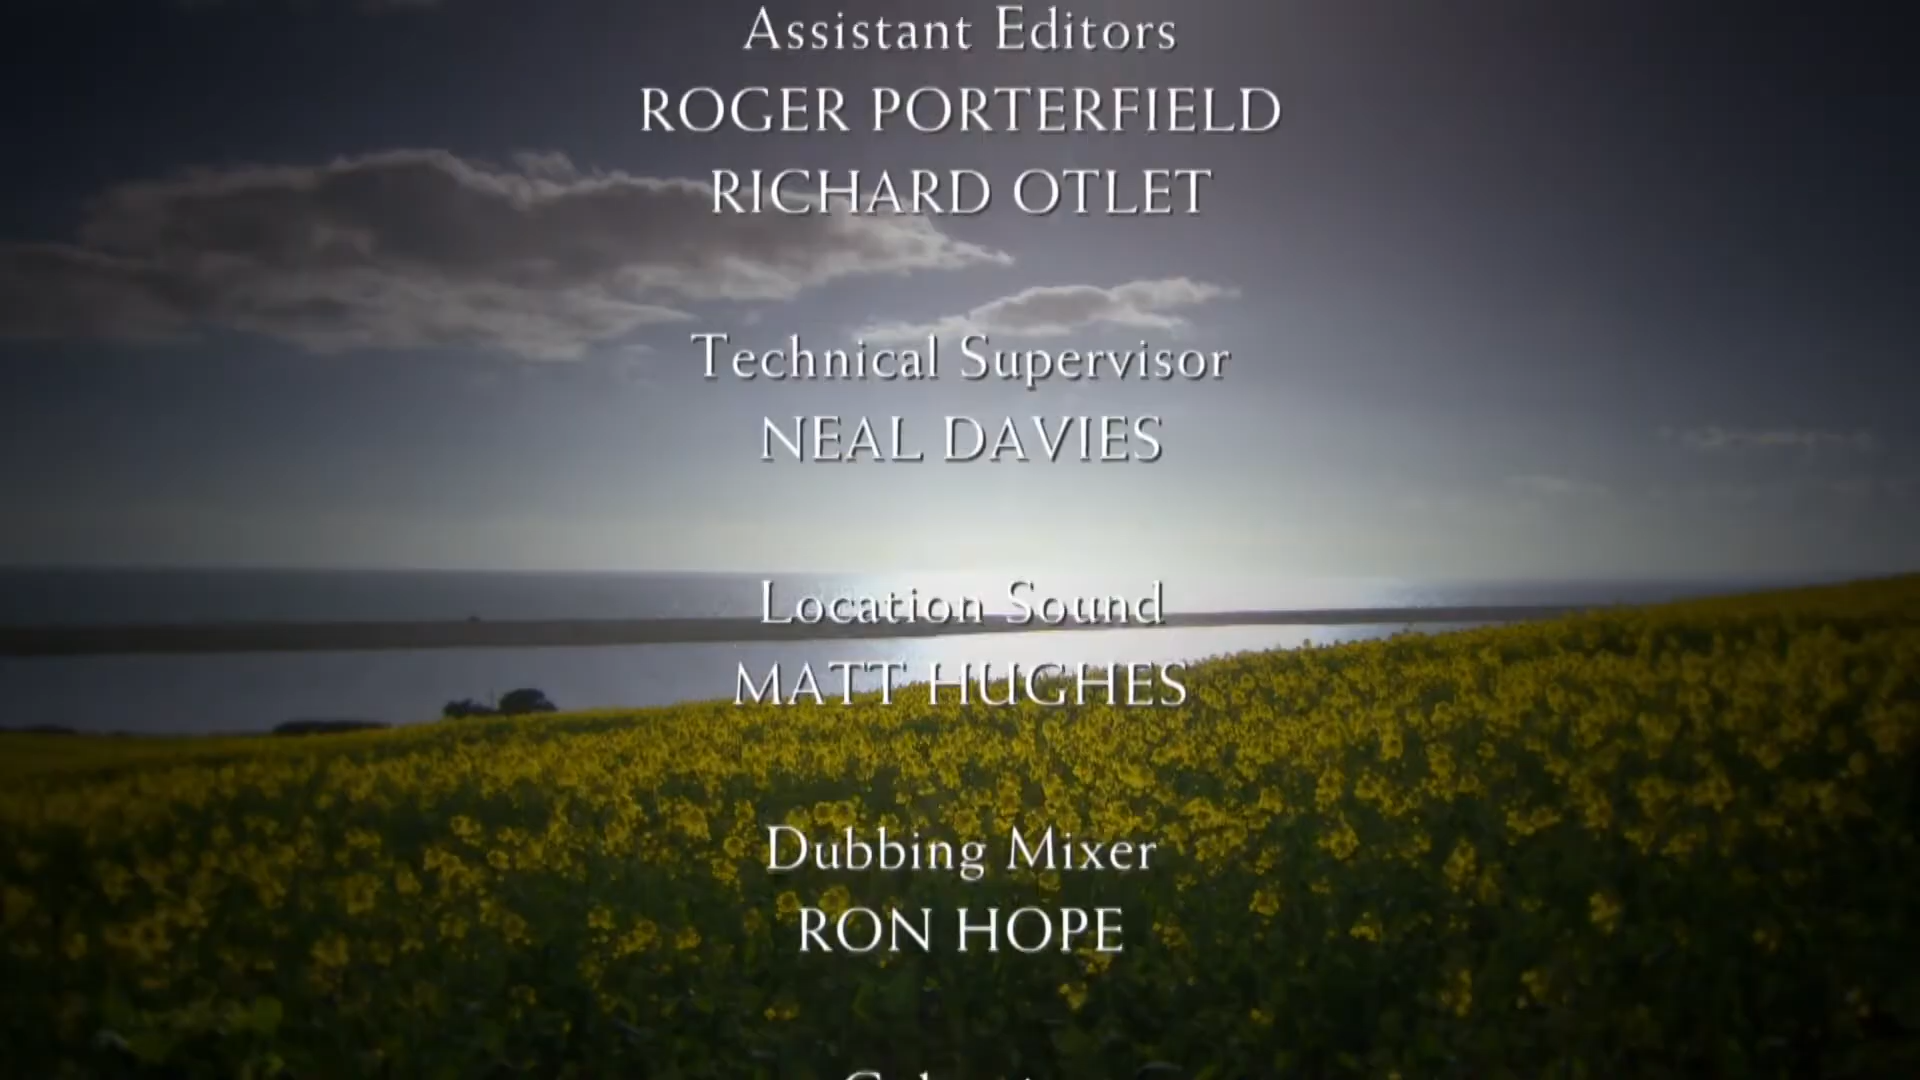 Assistant Editors
ROGER PORTERFIELD
RICHARD OTLET
Technical Supervisor
NEAL DAVIES
Location Sound
MATT HUGHES
Dubbing Mixer
RON HOPE